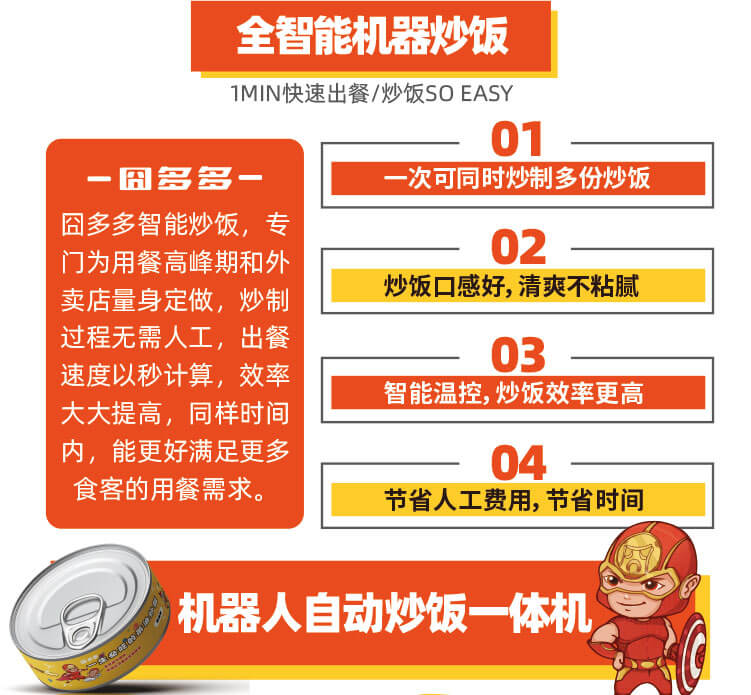 全智能机器炒饭
1MIN快速出餐/炒饭SO EASY
囧多多
囧多多智能炒饭，专
门为用餐高峰期和外
卖店量身定做，炒制
过程无需人工，出餐
速度以秒计算，效率
大大提高，同样时间
内，能更好满足更多
食客的用餐需求。
01
一次可同时炒制多份炒饭
02
炒饭口感好，清爽不粘腻
03
智能温控，炒饭效率更高
04
节省人工费用，节省时间
机器人自动炒饭一体机